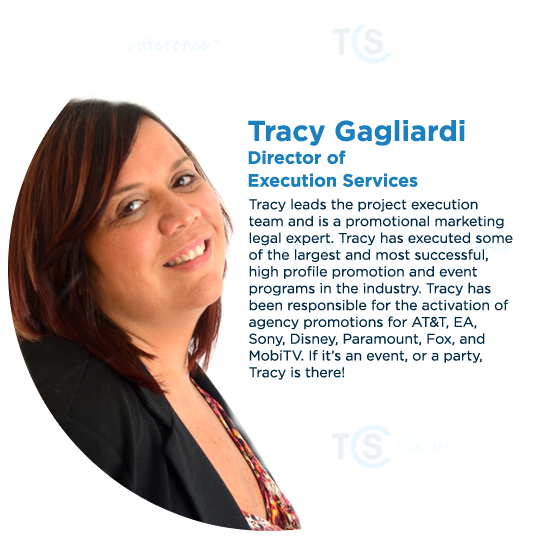 TCS
Tracy Gagliardi
Director of
Execution Services
Tracy leads the project execution
team and is a promotional marketing
legal expert. Tracy has executed some
of the largest and most successful,
high profile promotion and event
programs in the industry. Tracy has
been responsible for the activation of
agency promotions for AT&T, EA,
Sony, Disney, Paramount, Fox, and
MobiTV. If it's an event, or a party,
Tracy is there!
TCS CONCEPT